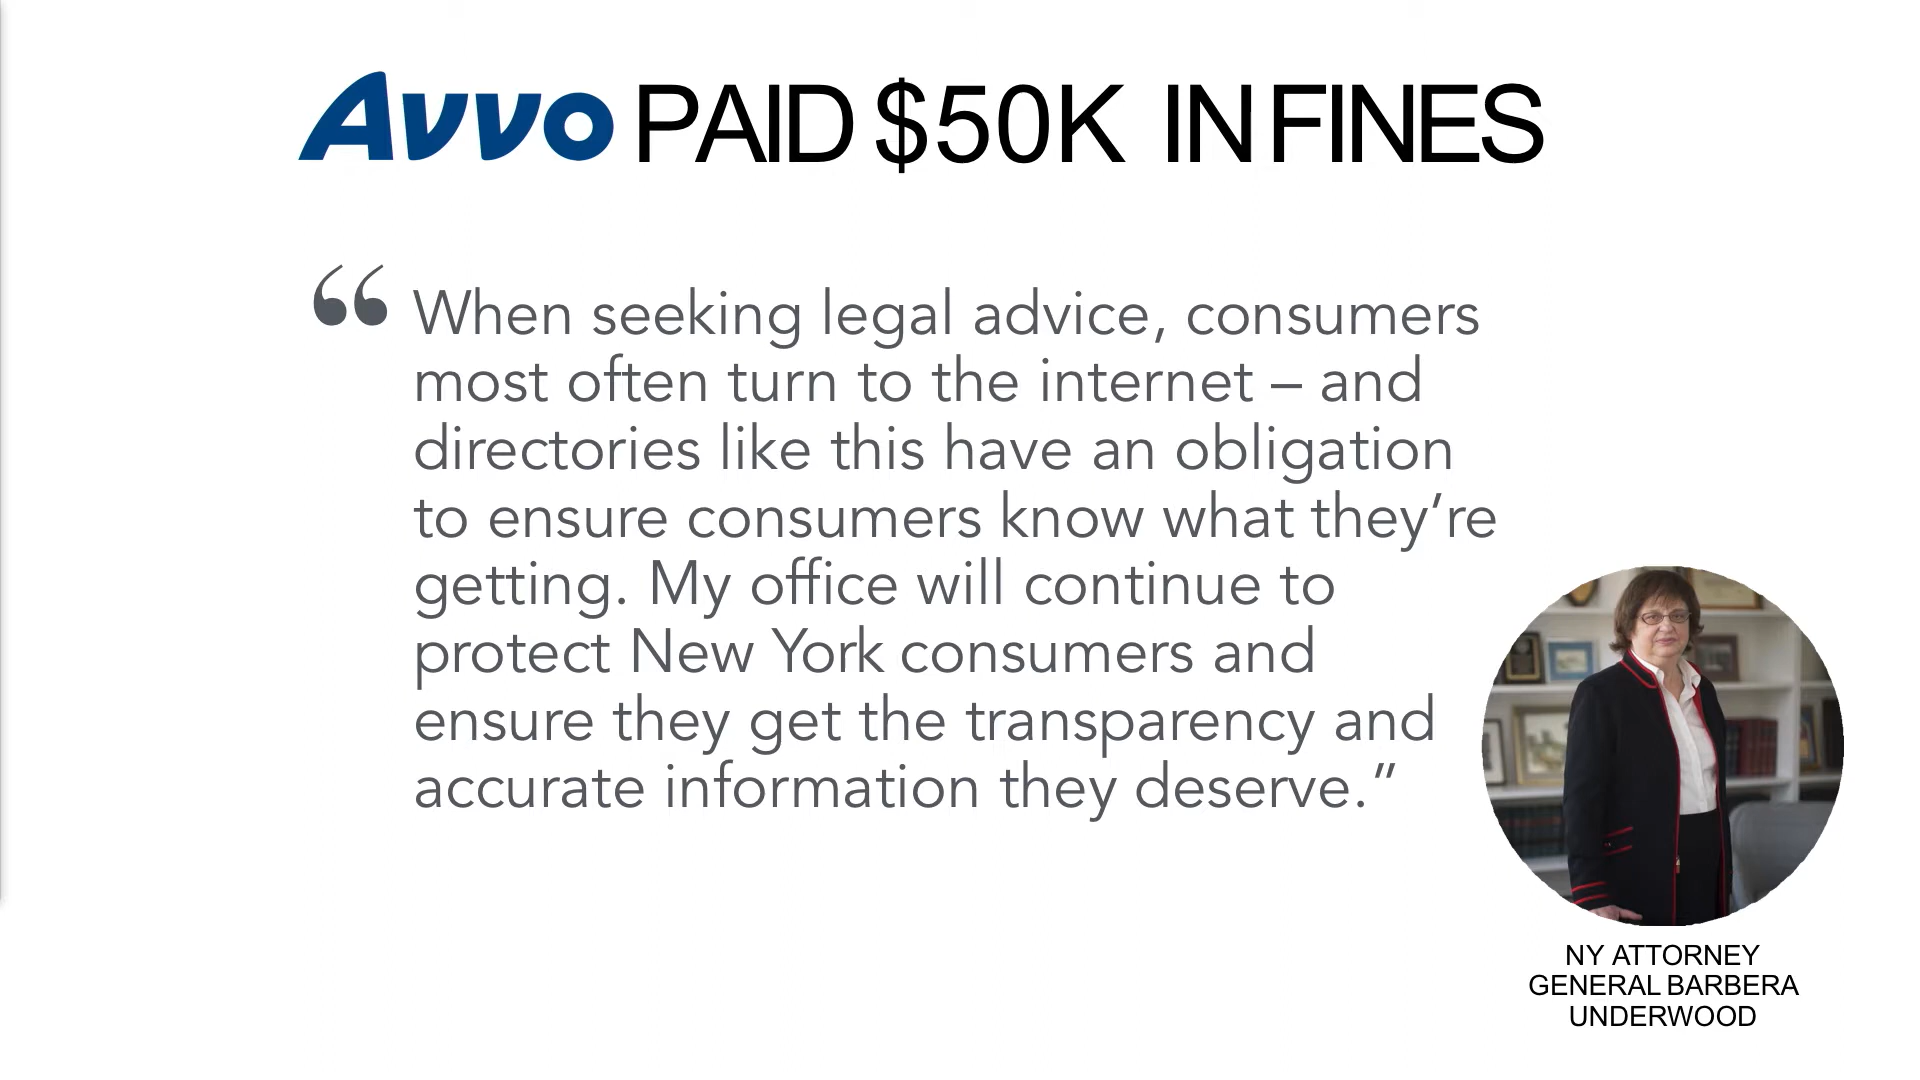 Avvo PAID $50K IN FINES
“ When seeking legal advice, consumers
most often turn to the internet – and
directories like this have an obligation
to ensure consumers know what they’re
getting. My office will continue to
protect New York consumers and
ensure they get the transparency and
accurate information they deserve.”
NY ATTORNEY
GENERAL BARBERA
UNDERWOOD